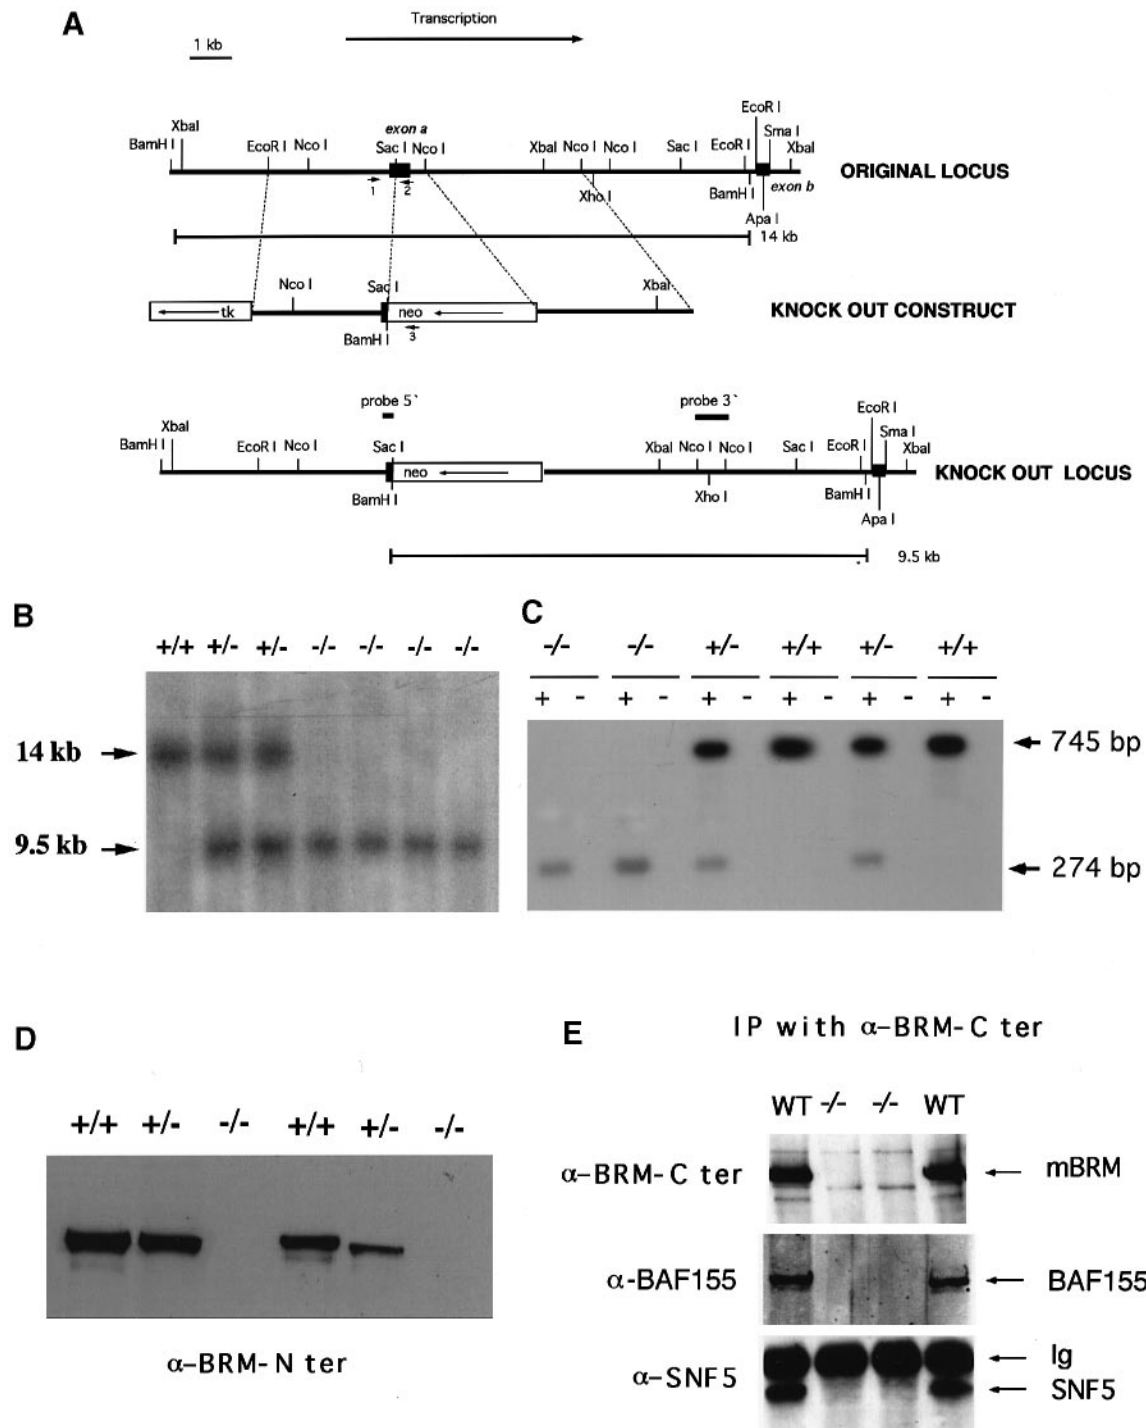 A
Transcription
1 kb
EcoR I
XbaI
exon a
Sma I
BamH I
EcoR I Nco I
Sac I Nco I
XbaI Nco I Nco I
Sac I
EcoR I
XbaI
ORIGINAL LOCUS
1
2
Xho I
BamH I
exon b
Apa I
14 kb
Nco I
Sac I
XbaI
tk
neo
KNOCK OUT CONSTRUCT
BamH I
3
probe 5`
probe 3`
EcoR I
XbaI
Sma I
BamH I
EcoR I Nco I
Sac I
XbaI Nco I Nco I
Sac I
EcoR I
XbaI
neo
KNOCK OUT LOCUS
BamH I
Xho I
BamH I
Apa I
9.5 kb
B
+/+ +/- +/- -/- -/- -/- -/-
14 kb
9.5 kb
C
-/- -/- +/- +/+ +/- +/+
+ - + - + - + - + - + -
745 bp
274 bp
D
+/+ +/- -/- +/+ +/- -/-
α-BRM-N ter
E
IP with α-BRM-C ter
WT -/- -/- WT
α-BRM-C ter
mBRM
α-BAF155
BAF155
α-SNF5
Ig
SNF5